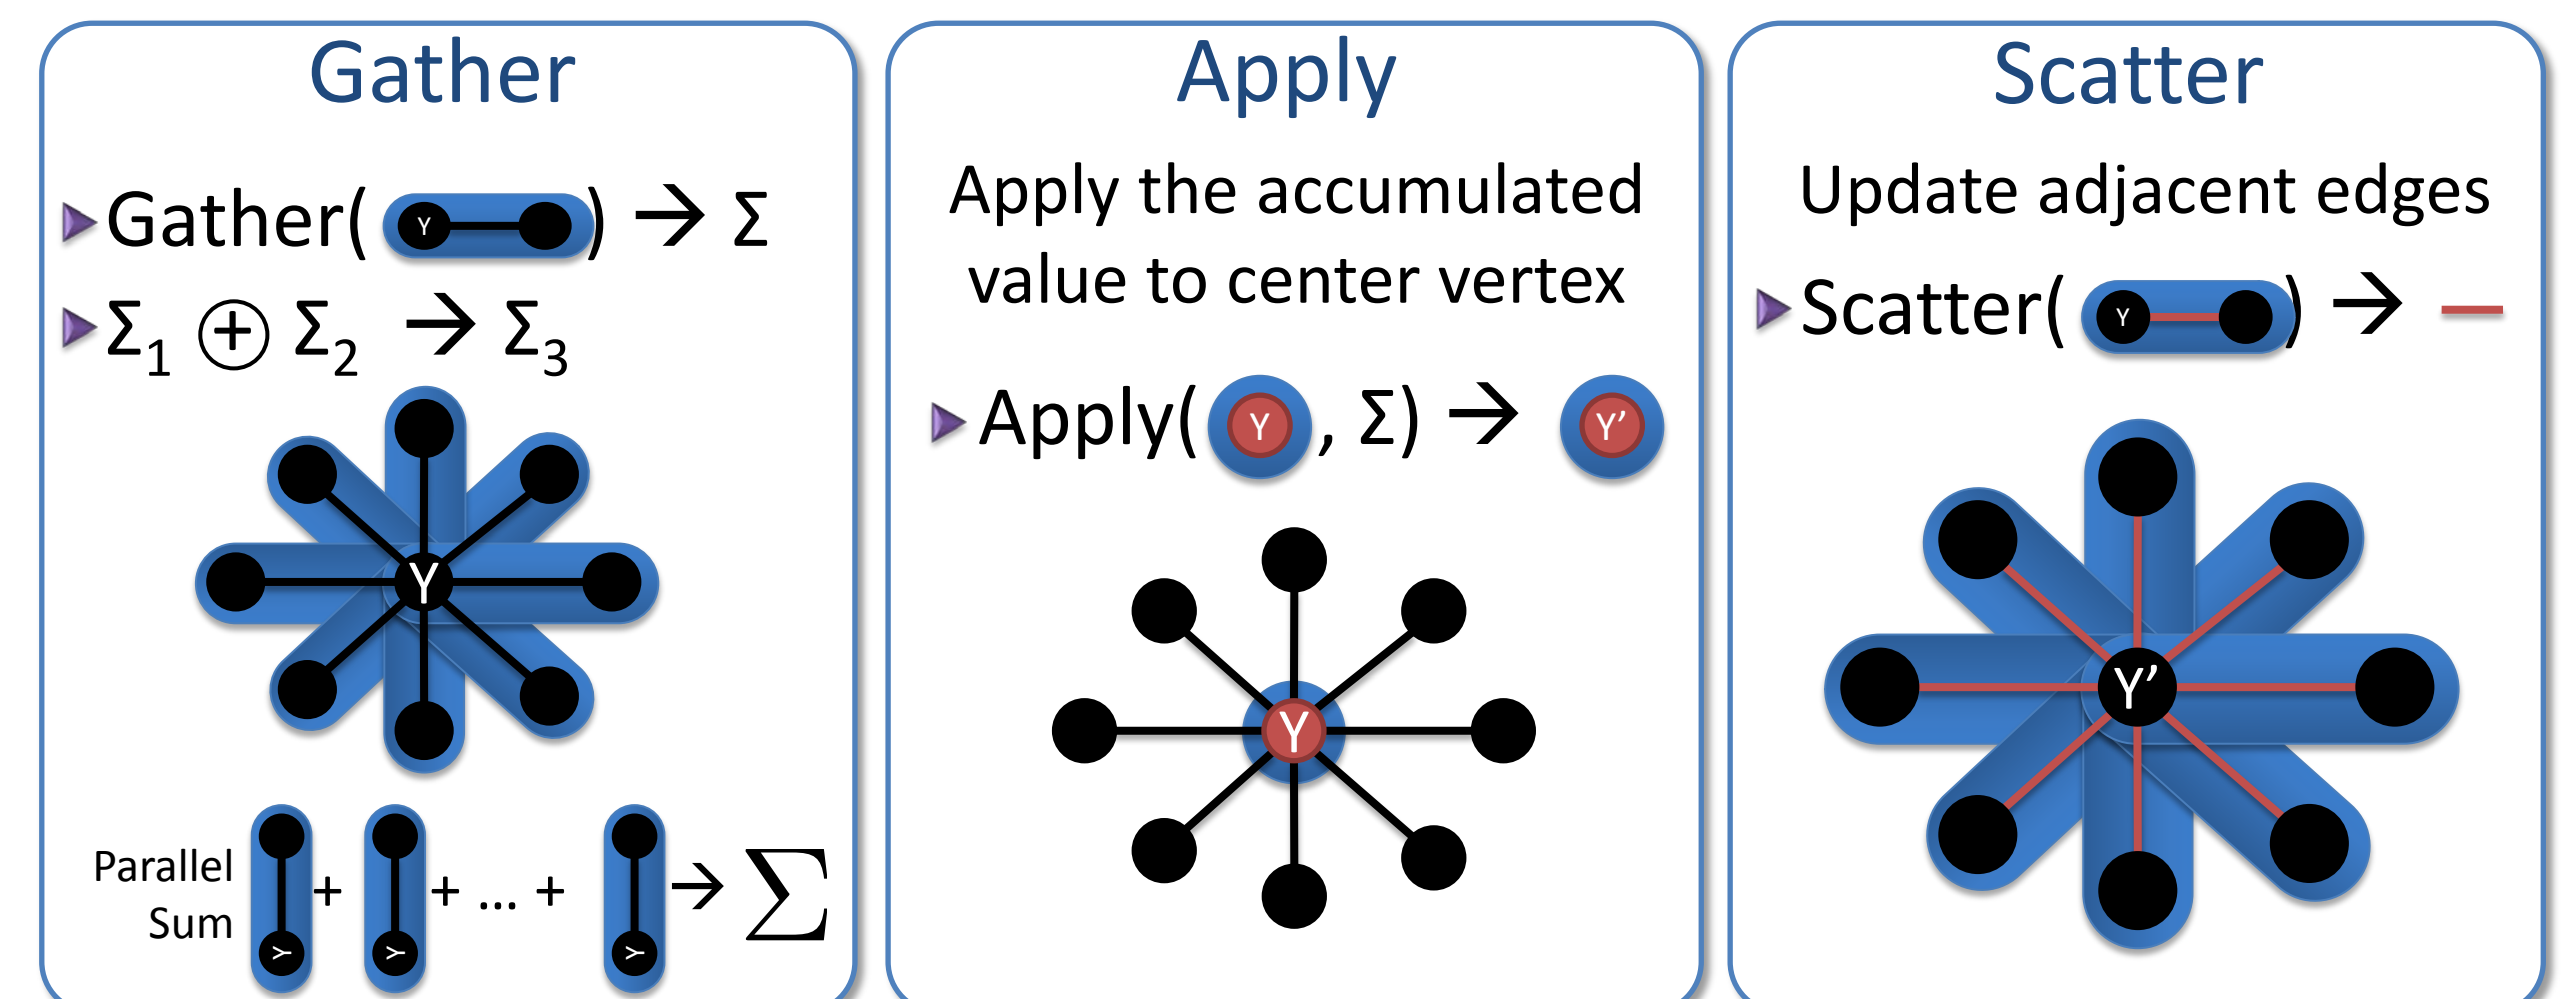 Gather
Gather( Y ) → Σ
Σ1 ⊕ Σ2 → Σ3
Y
Parallel
Sum
Y + Y + ... + Y → ∑
Apply
Apply the accumulated
value to center vertex
Apply( Y , Σ) → Y’
Y
Scatter
Update adjacent edges
Scatter( Y ) →
Y’